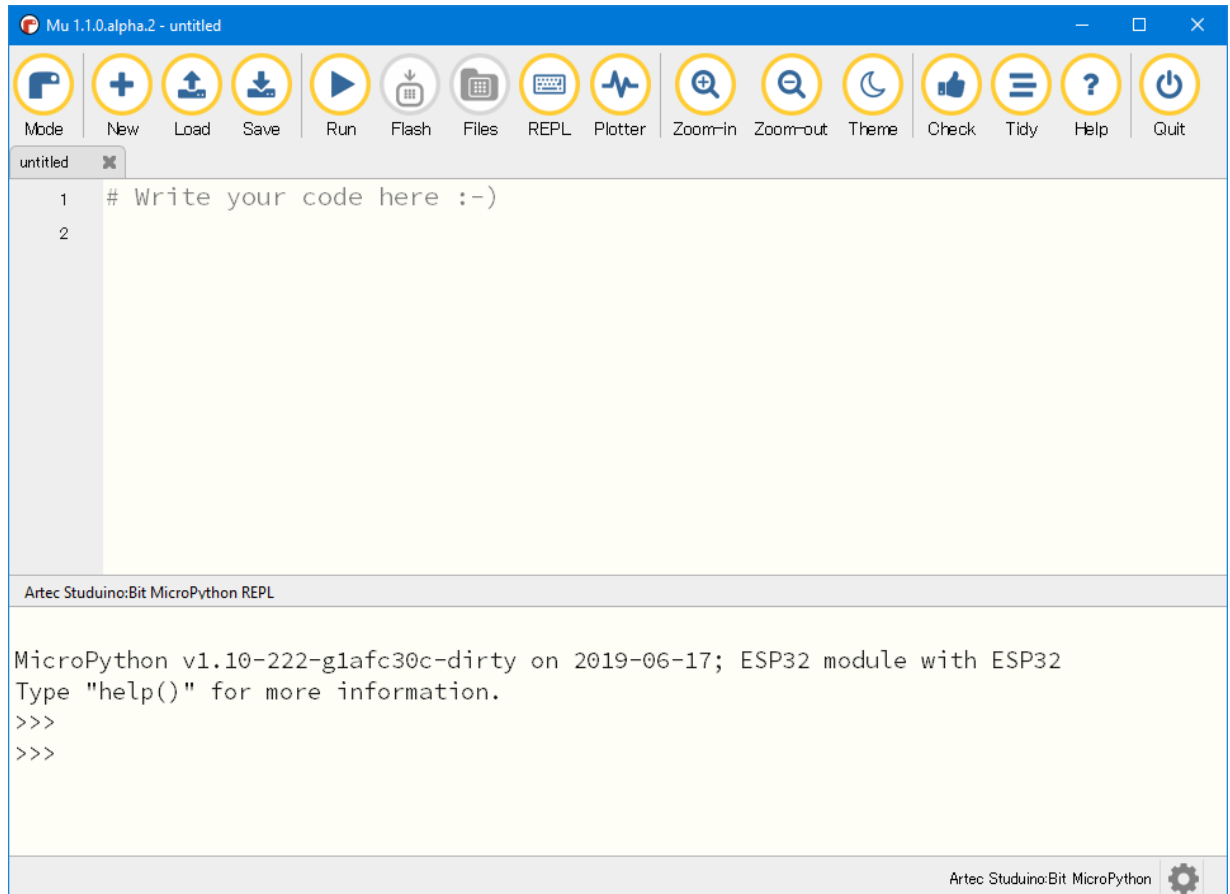 Mu 1.1.0.alpha.2 - untitled
Mode New Load Save Run Flash Files REPL Plotter Zoom-in Zoom-out Theme Check Tidy Help Quit
untitled
1 # Write your code here :-)
2
Artec Studuino:Bit MicroPython REPL
MicroPython v1.10-222-g1afc30c-dirty on 2019-06-17; ESP32 module with ESP32
Type "help()" for more information.
>>>
>>>
Artec Studuino:Bit MicroPython